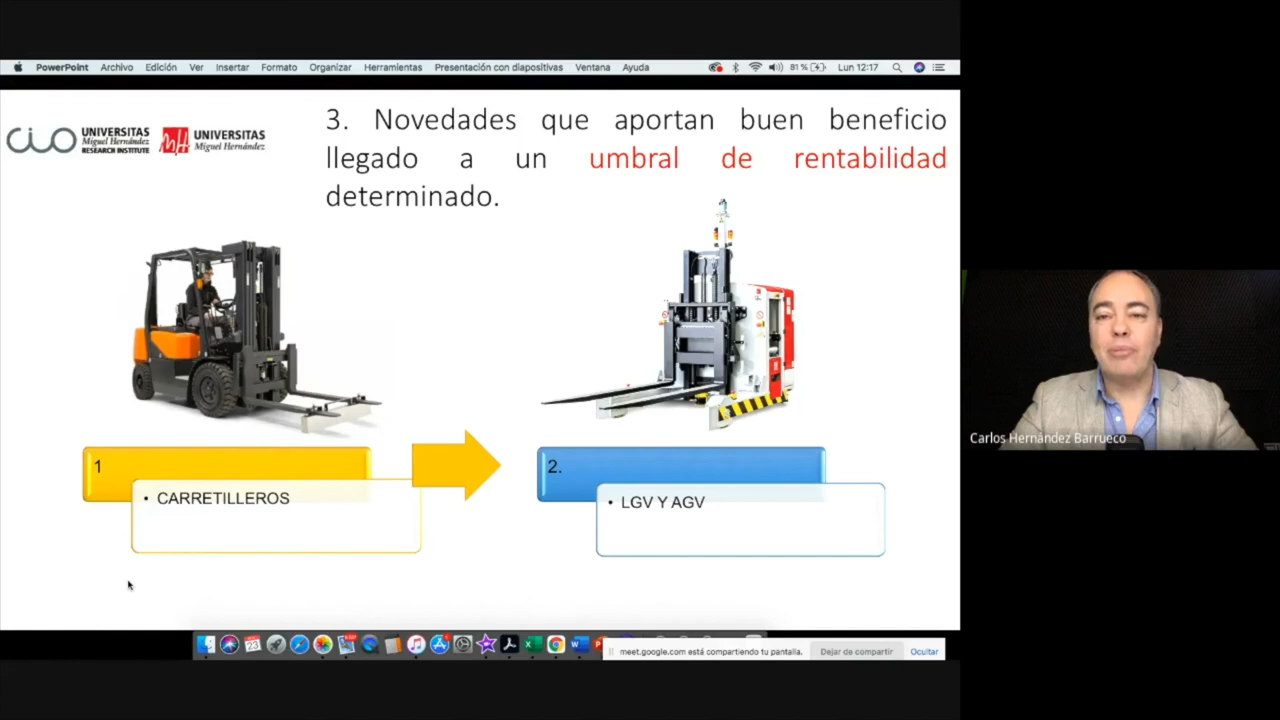 PowerPoint Archivo Edición Ver Insertar Formato Organizar Herramientas Presentación con diapositivas Ventana Ayuda 81 % Lun 12:17
UNIVERSITAS
Miguel Hernández
RESEARCH INSTITUTE
UNIVERSITAS
Miguel Hernández
3. Novedades que aportan buen beneficio
llegado a un umbral de rentabilidad
determinado.
1
• CARRETILLEROS
2.
• LGV Y AGV
Carlos Hernández Barrueco
23
meet.google.com está compartiendo tu pantalla. Dejar de compartir Ocultar